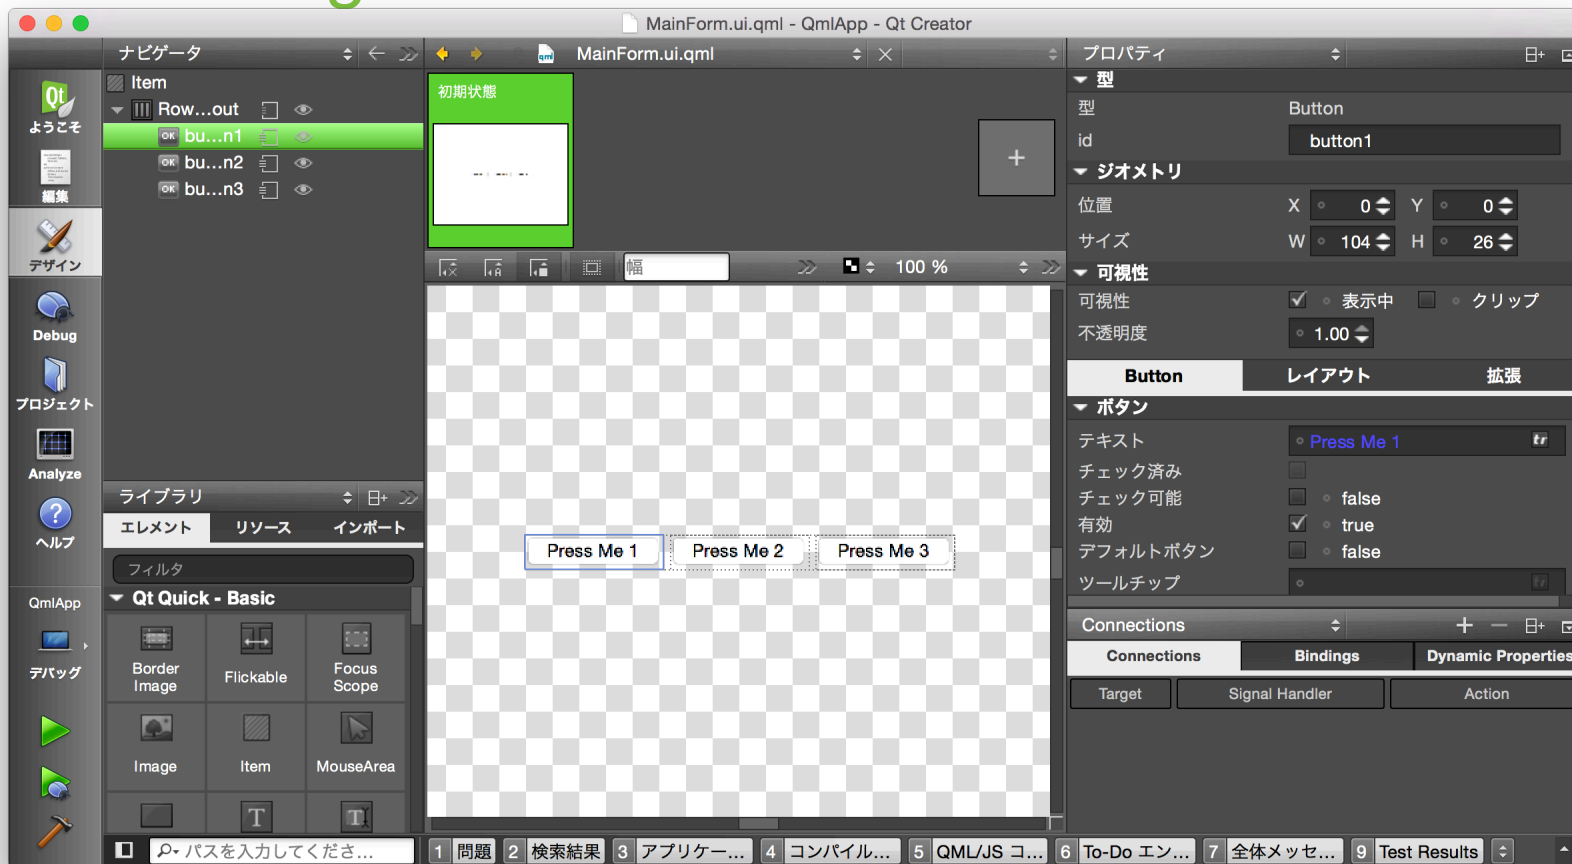 MainForm.ui.qml - QmlApp - Qt Creator
ナビゲータ
MainForm.ui.qml
プロパティ
Qt
ようこそ
編集
デザイン
Debug
プロジェクト
Analyze
ヘルプ
QmlApp
デバッグ
Item
Row...out
OK bu...n1
OK bu...n2
OK bu...n3
ライブラリ
エレメント リソース インポート
フィルタ
Qt Quick - Basic
Border Image
Flickable
Focus Scope
Image
Item
MouseArea
初期状態
+
幅
100 %
Press Me 1 Press Me 2 Press Me 3
型
型 Button
id button1
ジオメトリ
位置 X 0 Y 0
サイズ W 104 H 26
可視性
可視性 表示中 クリップ
不透明度 1.00
Button レイアウト 拡張
ボタン
テキスト Press Me 1 tr
チェック済み
チェック可能 false
有効 true
デフォルトボタン false
ツールチップ tr
Connections
Connections Bindings Dynamic Properties
Target Signal Handler Action
パスを入力してくださ... 1 問題 2 検索結果 3 アプリケー... 4 コンパイル... 5 QML/JS コ... 6 To-Do エン... 7 全体メッセ... 9 Test Results